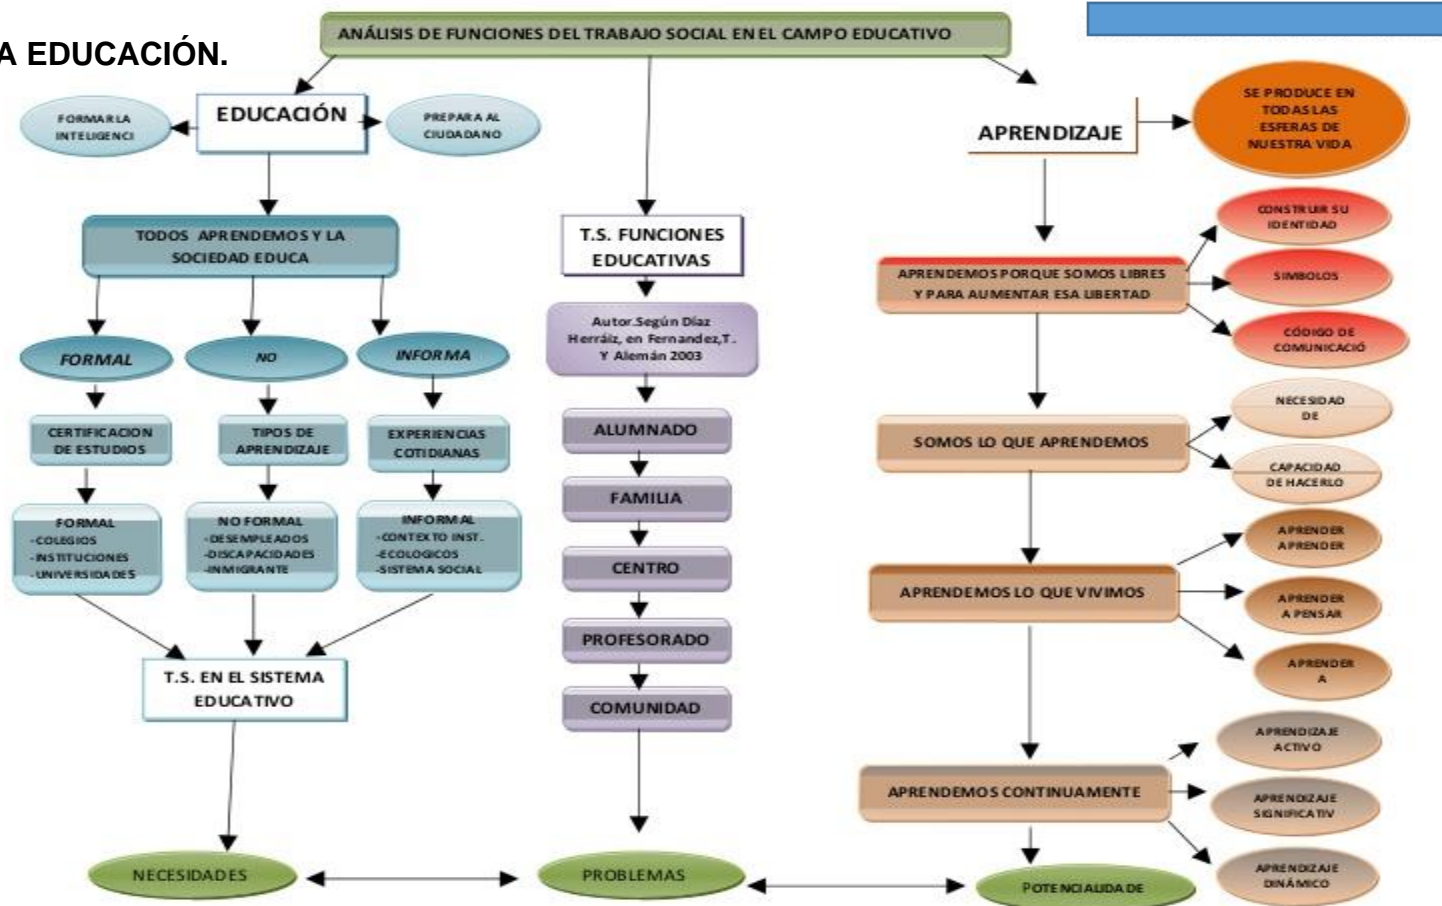 A EDUCACIÓN.
ANÁLISIS DE FUNCIONES DEL TRABAJO SOCIAL EN EL CAMPO EDUCATIVO
FORMAR LA
INTELIGENCI
EDUCACIÓN
PREPARA AL
CIUDADANO
TODOS APRENDEMOS Y LA
SOCIEDAD EDUCA
FORMAL
NO
INFORMA
CERTIFICACION
DE ESTUDIOS
TIPOS DE
APRENDIZAJE
EXPERIENCIAS
COTIDIANAS
FORMAL
-COLEGIOS
-INSTITUCIONES
-UNIVERSIDADES
NO FORMAL
-DESEMPLEADOS
-DISCAPACIDADES
-INMIGRANTE
INFORMAL
-CONTEXTO INST.
-ECOLOGICOS
-SISTEMA SOCIAL
T.S. EN EL SISTEMA
EDUCATIVO
NECESIDADES
T.S. FUNCIONES
EDUCATIVAS
Autor.Según Díaz
Herráiz, en Fernandez,T.
Y Alemán 2003
ALUMNADO
FAMILIA
CENTRO
PROFESORADO
COMUNIDAD
PROBLEMAS
APRENDIZAJE
SE PRODUCE EN
TODAS LAS
ESFERAS DE
NUESTRA VIDA
APRENDEMOS PORQUE SOMOS LIBRES
Y PARA AUMENTAR ESA LIBERTAD
CONSTRUIR SU
IDENTIDAD
SIMBOLOS
CÓDIGO DE
COMUNICACIÓ
SOMOS LO QUE APRENDEMOS
NECESIDAD
DE
CAPACIDAD
DE HACERLO
APRENDEMOS LO QUE VIVIMOS
APRENDER
APRENDER
APRENDER
A PENSAR
APRENDER
A
APRENDEMOS CONTINUAMENTE
APRENDIZAJE
ACTIVO
APRENDIZAJE
SIGNIFICATIV
APRENDIZAJE
DINÁMICO
POTENCIALIDADE